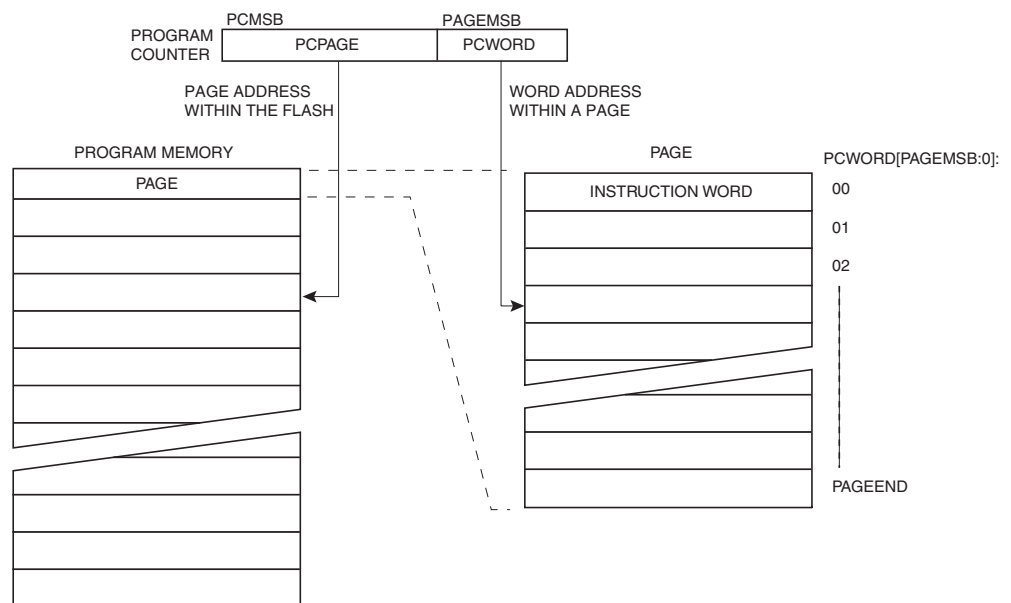 PCMSB
PAGEMSB
PROGRAM
COUNTER
PCPAGE
PCWORD
PAGE ADDRESS
WITHIN THE FLASH
WORD ADDRESS
WITHIN A PAGE
PROGRAM MEMORY
PAGE
PAGE
PCWORD[PAGEMSB:0]:
INSTRUCTION WORD
00
01
02
PAGEEND